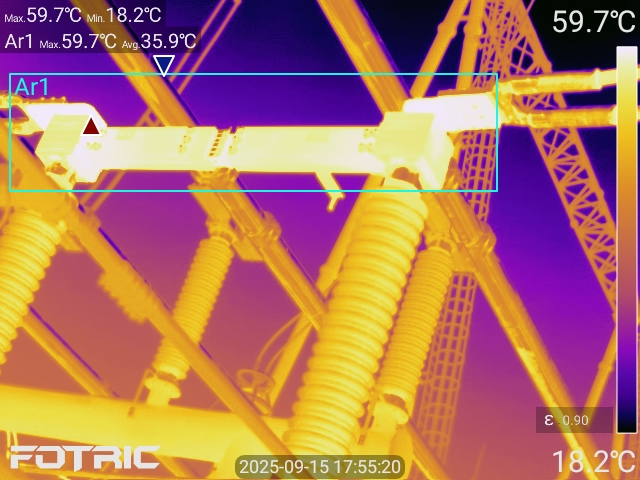 Max.59.7℃ Min.18.2℃
Ar1 Max.59.7℃ Avg.35.9℃
59.7℃
Ar1
ε 0.90
FOTRIC
2025-09-15 17:55:20
18.2℃